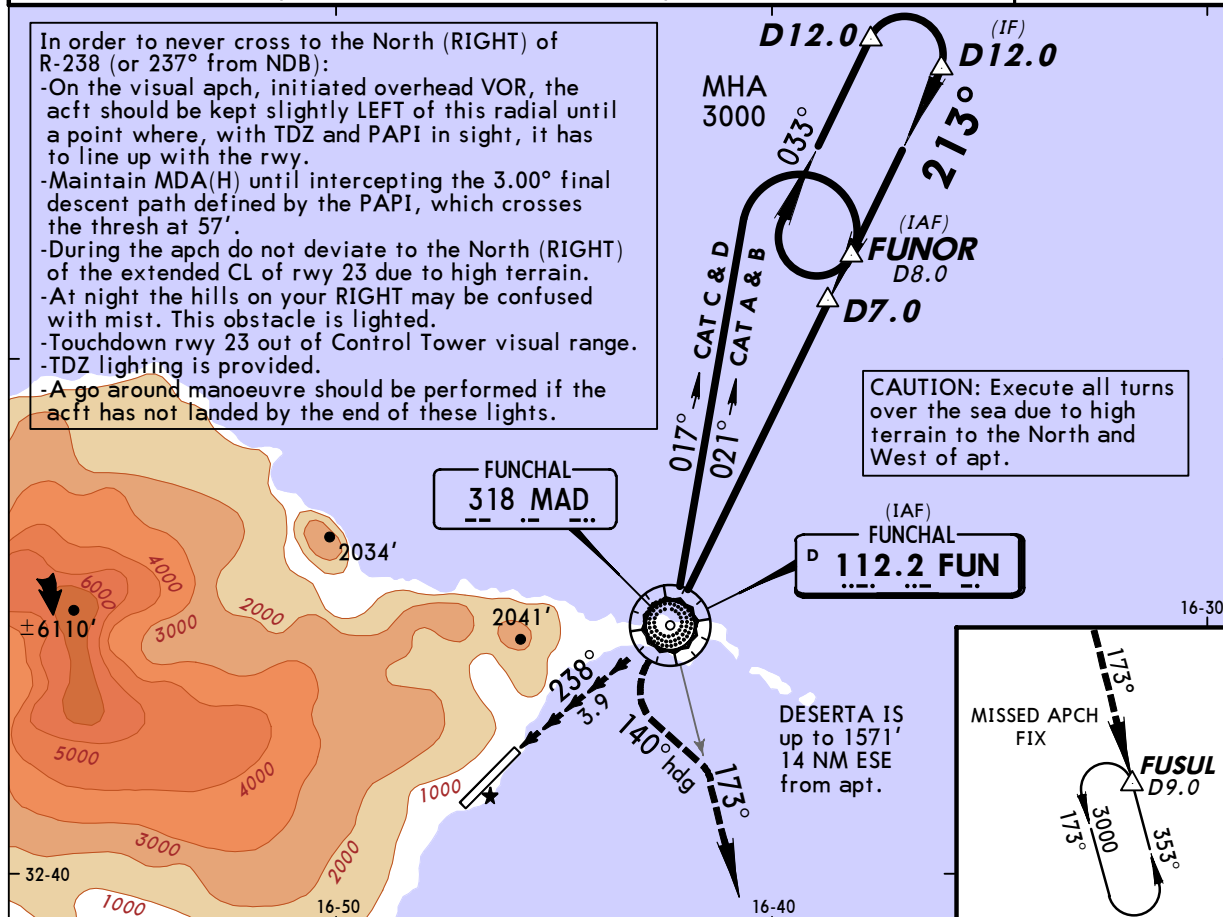 In order to never cross to the North (RIGHT) of
R-238 (or 237° from NDB):
-On the visual apch, initiated overhead VOR, the
acft should be kept slightly LEFT of this radial until
a point where, with TDZ and PAPI in sight, it has
to line up with the rwy.
-Maintain MDA(H) until intercepting the 3.00° final
descent path defined by the PAPI, which crosses
the thresh at 57'.
-During the apch do not deviate to the North (RIGHT)
of the extended CL of rwy 23 due to high terrain.
-At night the hills on your RIGHT may be confused
with mist. This obstacle is lighted.
-Touchdown rwy 23 out of Control Tower visual range.
-TDZ lighting is provided.
-A go around manoeuvre should be performed if the
acft has not landed by the end of these lights.
D12.0
(IF)
D12.0
MHA
3000
033°
213°
(IAF)
FUNOR
D8.0
D7.0
017° CAT C & D
021° CAT A & B
CAUTION: Execute all turns
over the sea due to high
terrain to the North and
West of apt.
FUNCHAL
318 MAD
(IAF)
FUNCHAL
D 112.2 FUN
2034'
4000
6000
±6110'
3000
2000
2041'
16-30
238°
3.9
140° hdg
173°
DESERTA IS
up to 1571'
14 NM ESE
from apt.
5000
4000
1000
3000
2000
1000
32-40
16-50
16-40
173°
MISSED APCH
FIX
FUSUL
D9.0
3000
173°
353°